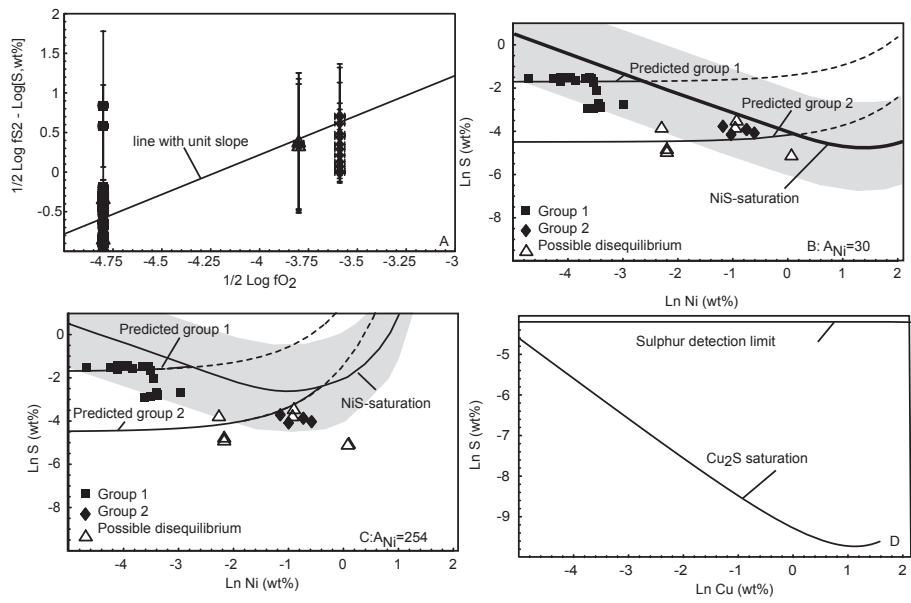 2
1.5
1
0.5
0
-0.5
1/2 Log fS2 - Log[S,wt%]
line with unit slope
A
-4.75 -4.5 -4.25 -4 -3.75 -3.5 -3.25 -3
1/2 Log fO2
0
-2
-4
-6
-8
Ln S (wt%)
Predicted group 1
Predicted group 2
NiS-saturation
Group 1
Group 2
Possible disequilibrium
B: ANi=30
-4 -3 -2 -1 0 1 2
Ln Ni (wt%)
0
-2
-4
-6
-8
Ln S (wt%)
Predicted group 1
NiS-saturation
Predicted group 2
Group 1
Group 2
Possible disequilibrium
C:ANi=254
-4 -3 -2 -1 0 1 2
Ln Ni (wt%)
-5
-6
-7
-8
-9
Ln S (wt%)
Sulphur detection limit
Cu2S saturation
D
-4 -3 -2 -1 0 1 2
Ln Cu (wt%)